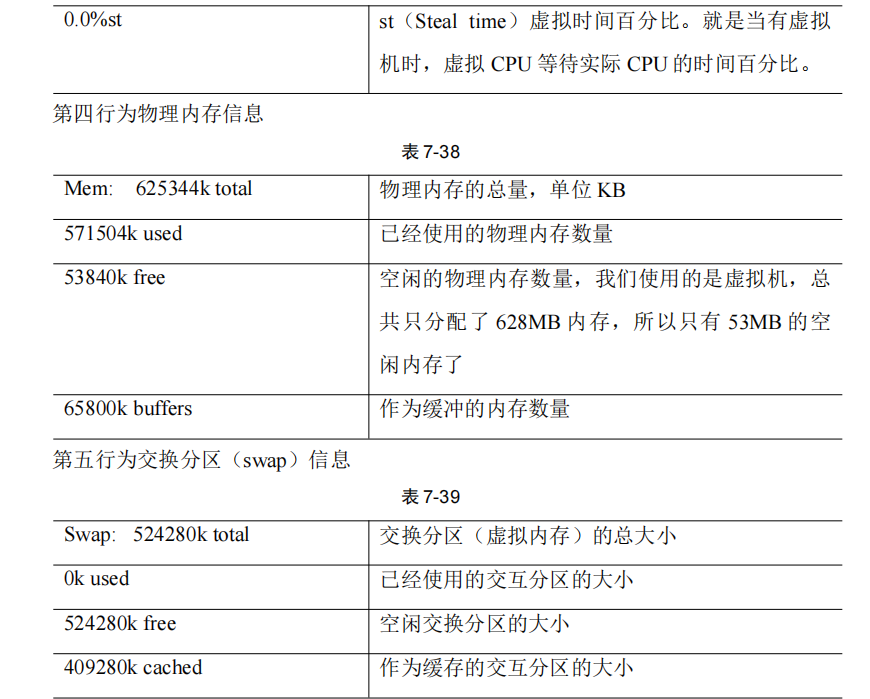 0.0%st st（Steal time）虚拟时间百分比。就是当有虚拟
机时，虚拟 CPU 等待实际 CPU 的时间百分比。
第四行为物理内存信息
表 7-38
Mem: 625344k total 物理内存的总量，单位 KB
571504k used 已经使用的物理内存数量
53840k free 空闲的物理内存数量，我们使用的是虚拟机，总
共只分配了 628MB 内存，所以只有 53MB 的空
闲内存了
65800k buffers 作为缓冲的内存数量
第五行为交换分区（swap）信息
表 7-39
Swap: 524280k total 交换分区（虚拟内存）的总大小
0k used 已经使用的交互分区的大小
524280k free 空闲交换分区的大小
409280k cached 作为缓存的交互分区的大小